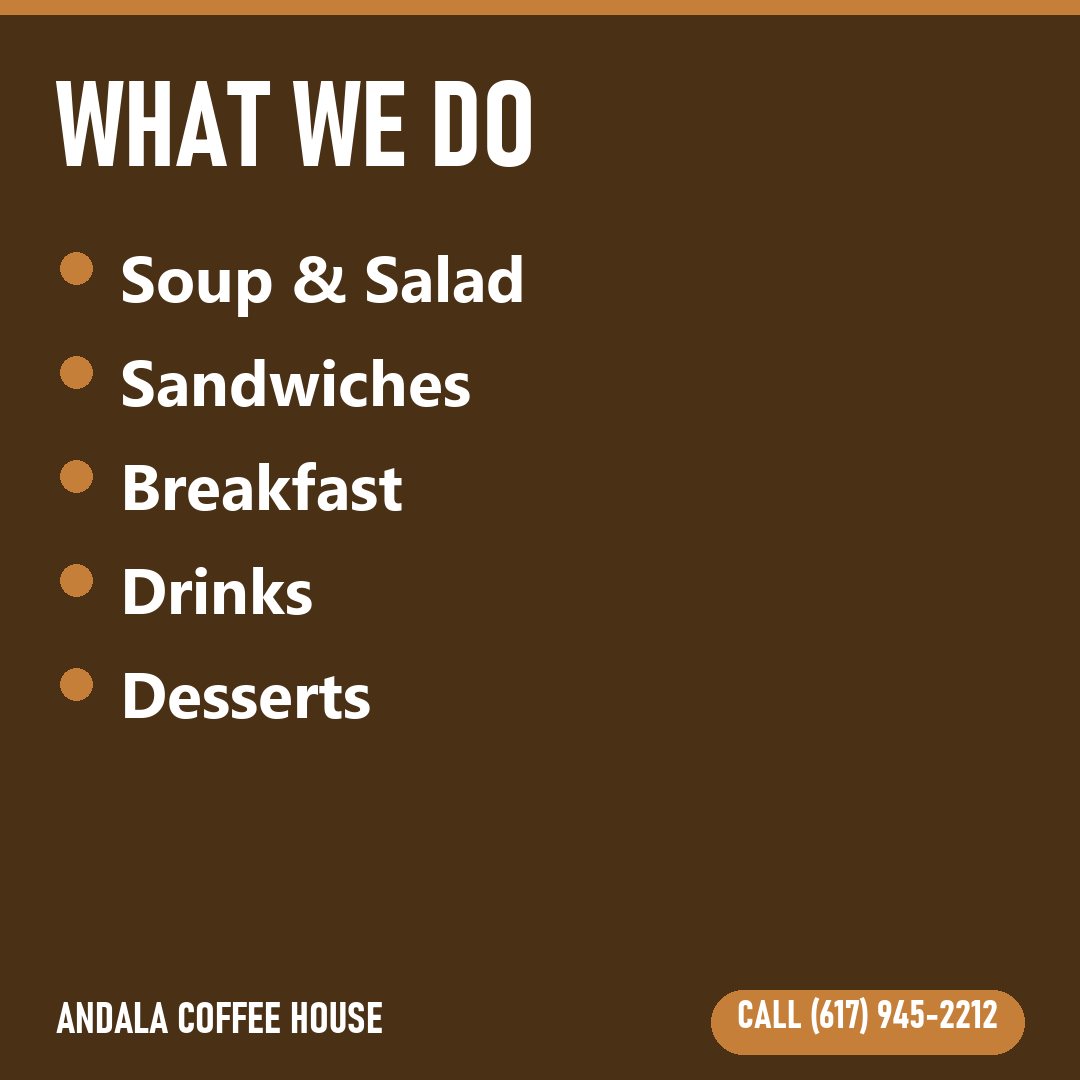 WHAT WE DO
Soup & Salad
Sandwiches
Breakfast
Drinks
Desserts
ANDALA COFFEE HOUSE
CALL (617) 945-2212